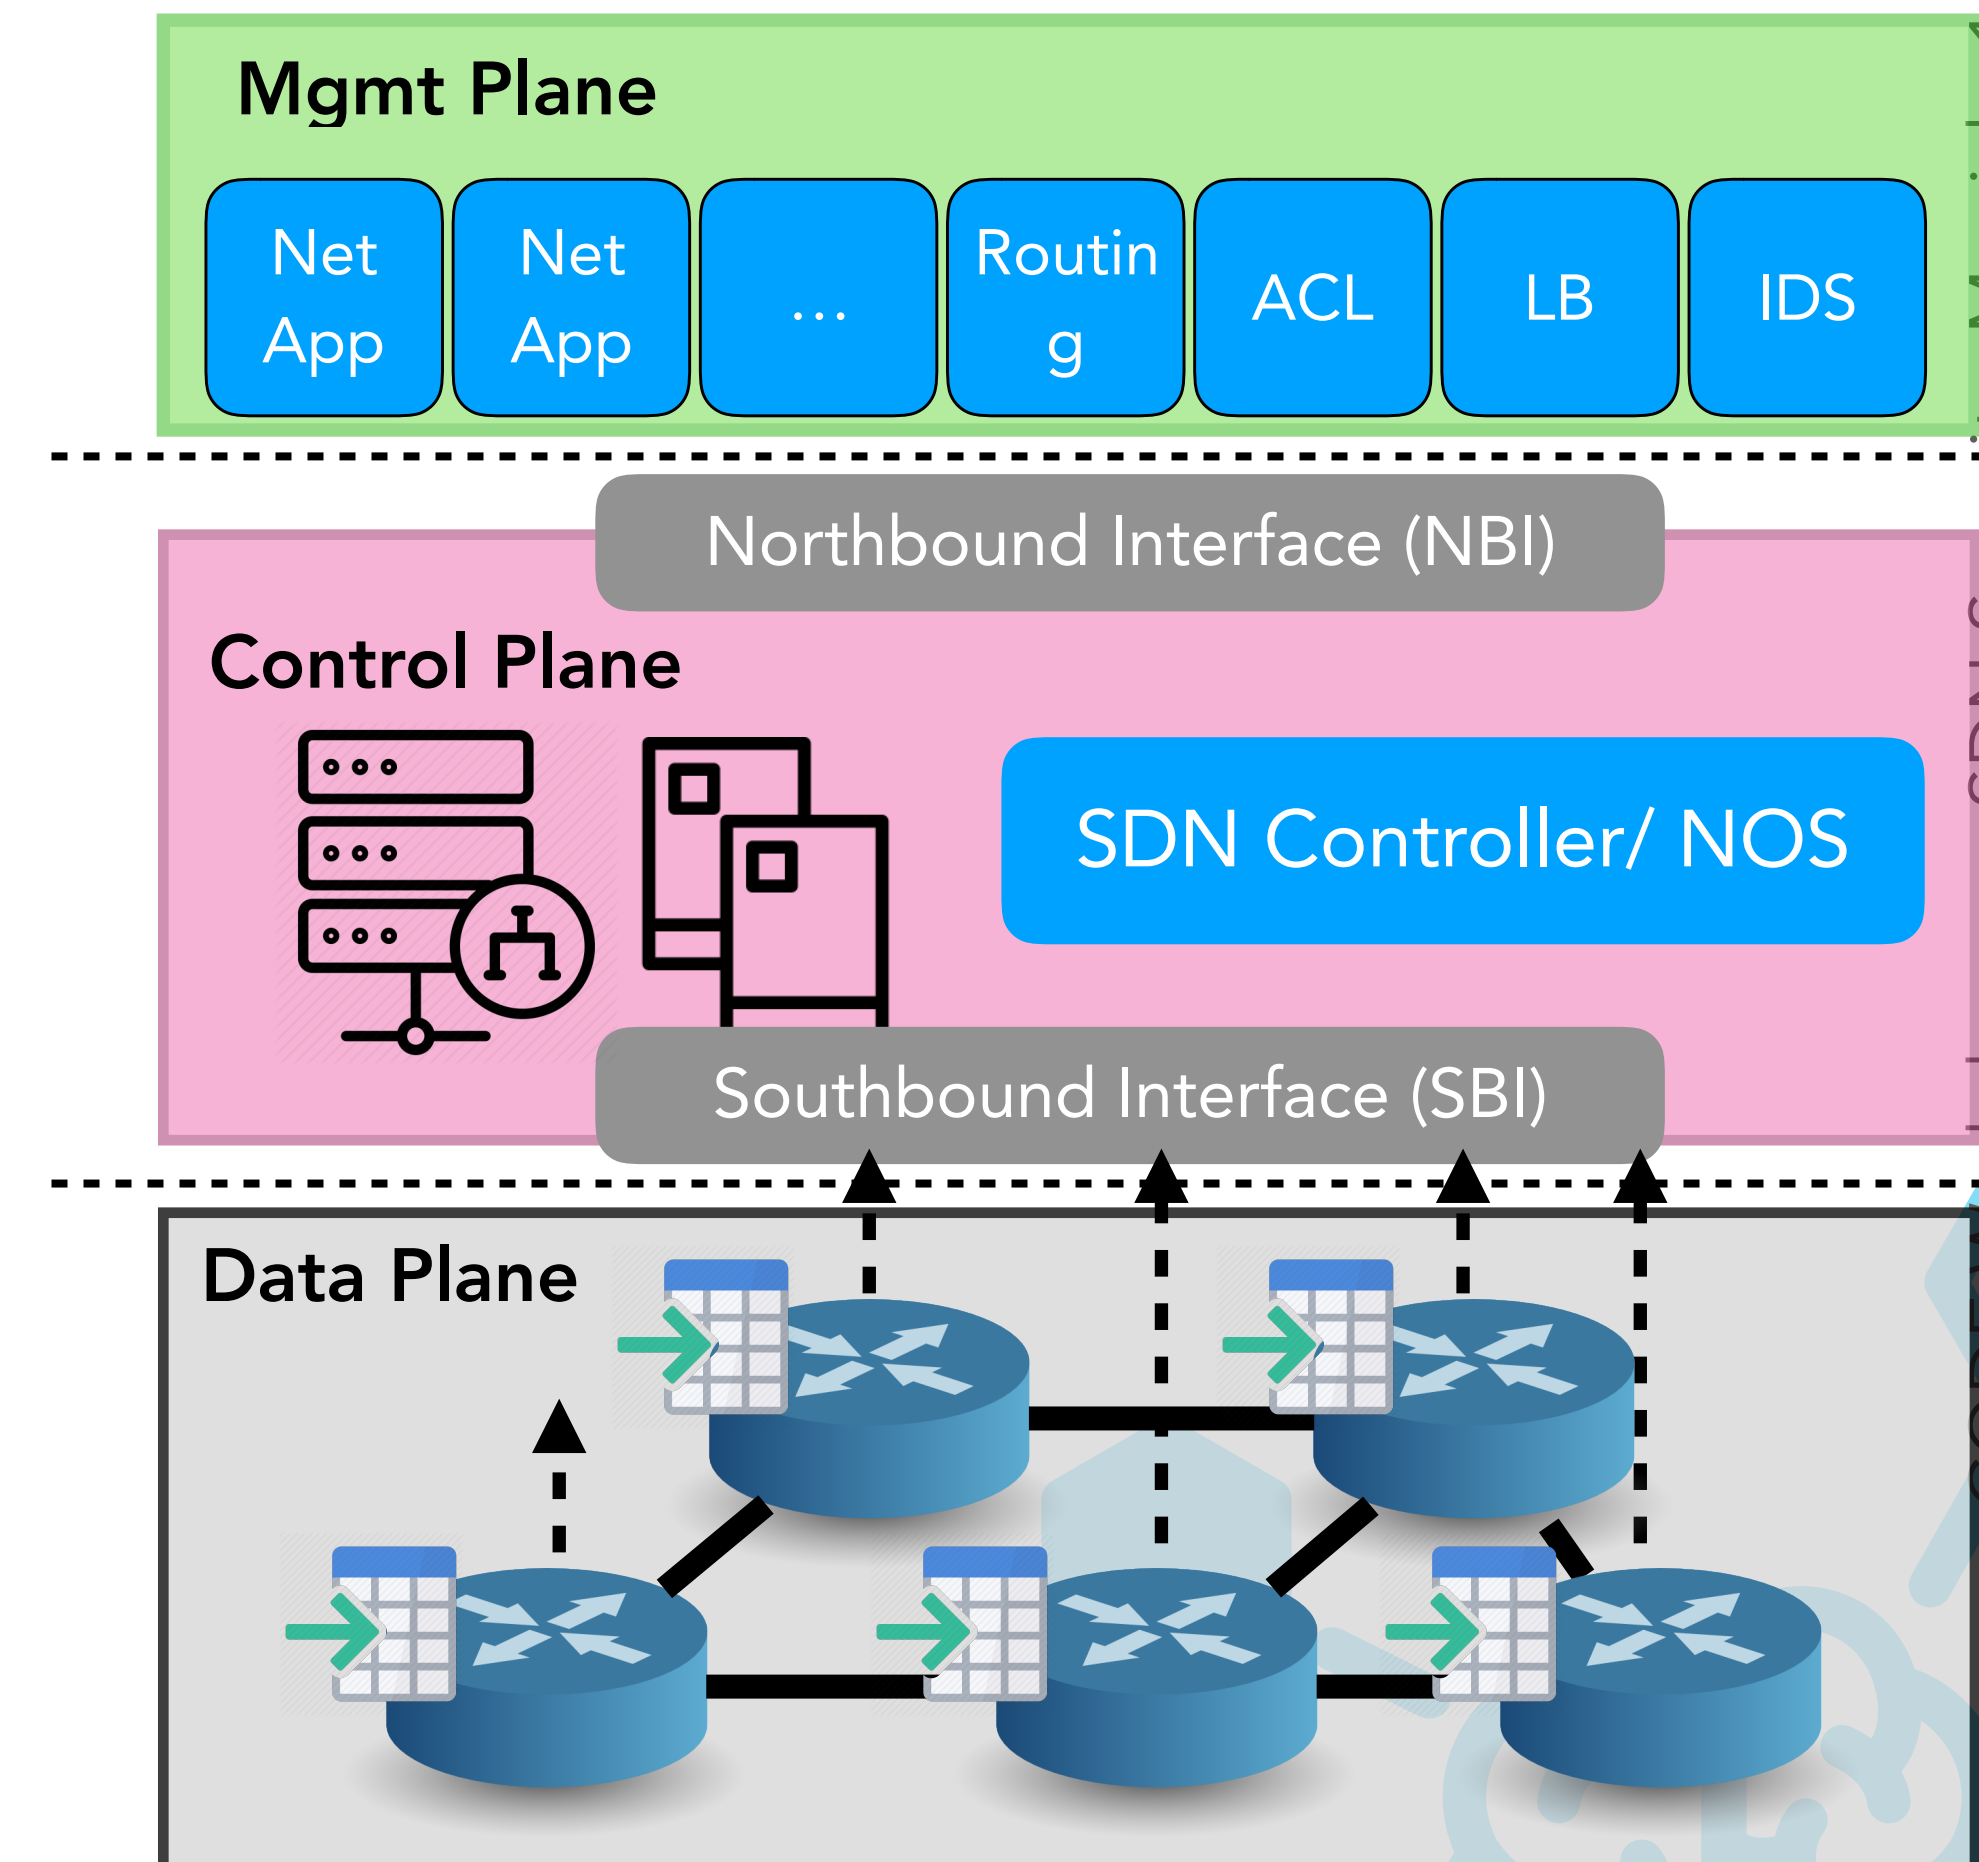 Mgmt Plane
Net
App
Net
App
...
Routin
g
ACL
LB
IDS
Northbound Interface (NBI)
Control Plane
SDN Controller/ NOS
Southbound Interface (SBI)
Data Plane